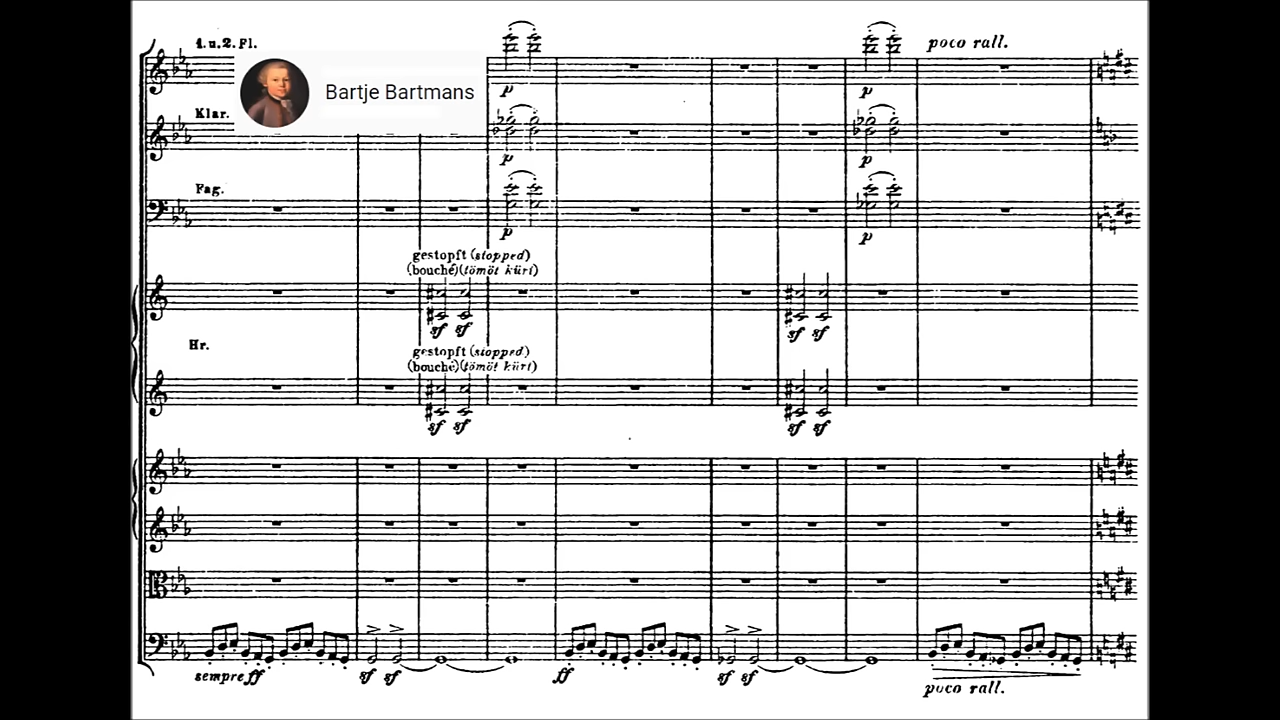 1. u. 2. Fl.
poco rall.
Bartje Bartmans
p
p
Klar.
p
p
Fag.
p
p
gestopft (stopped)
(bouché)(tömöt kürt)
sf sf
sf sf
Hr.
gestopft (stopped)
(bouché)(tömöt kürt)
sf sf
sf sf
sempre ff
sf sf
ff
sf sf
poco rall.